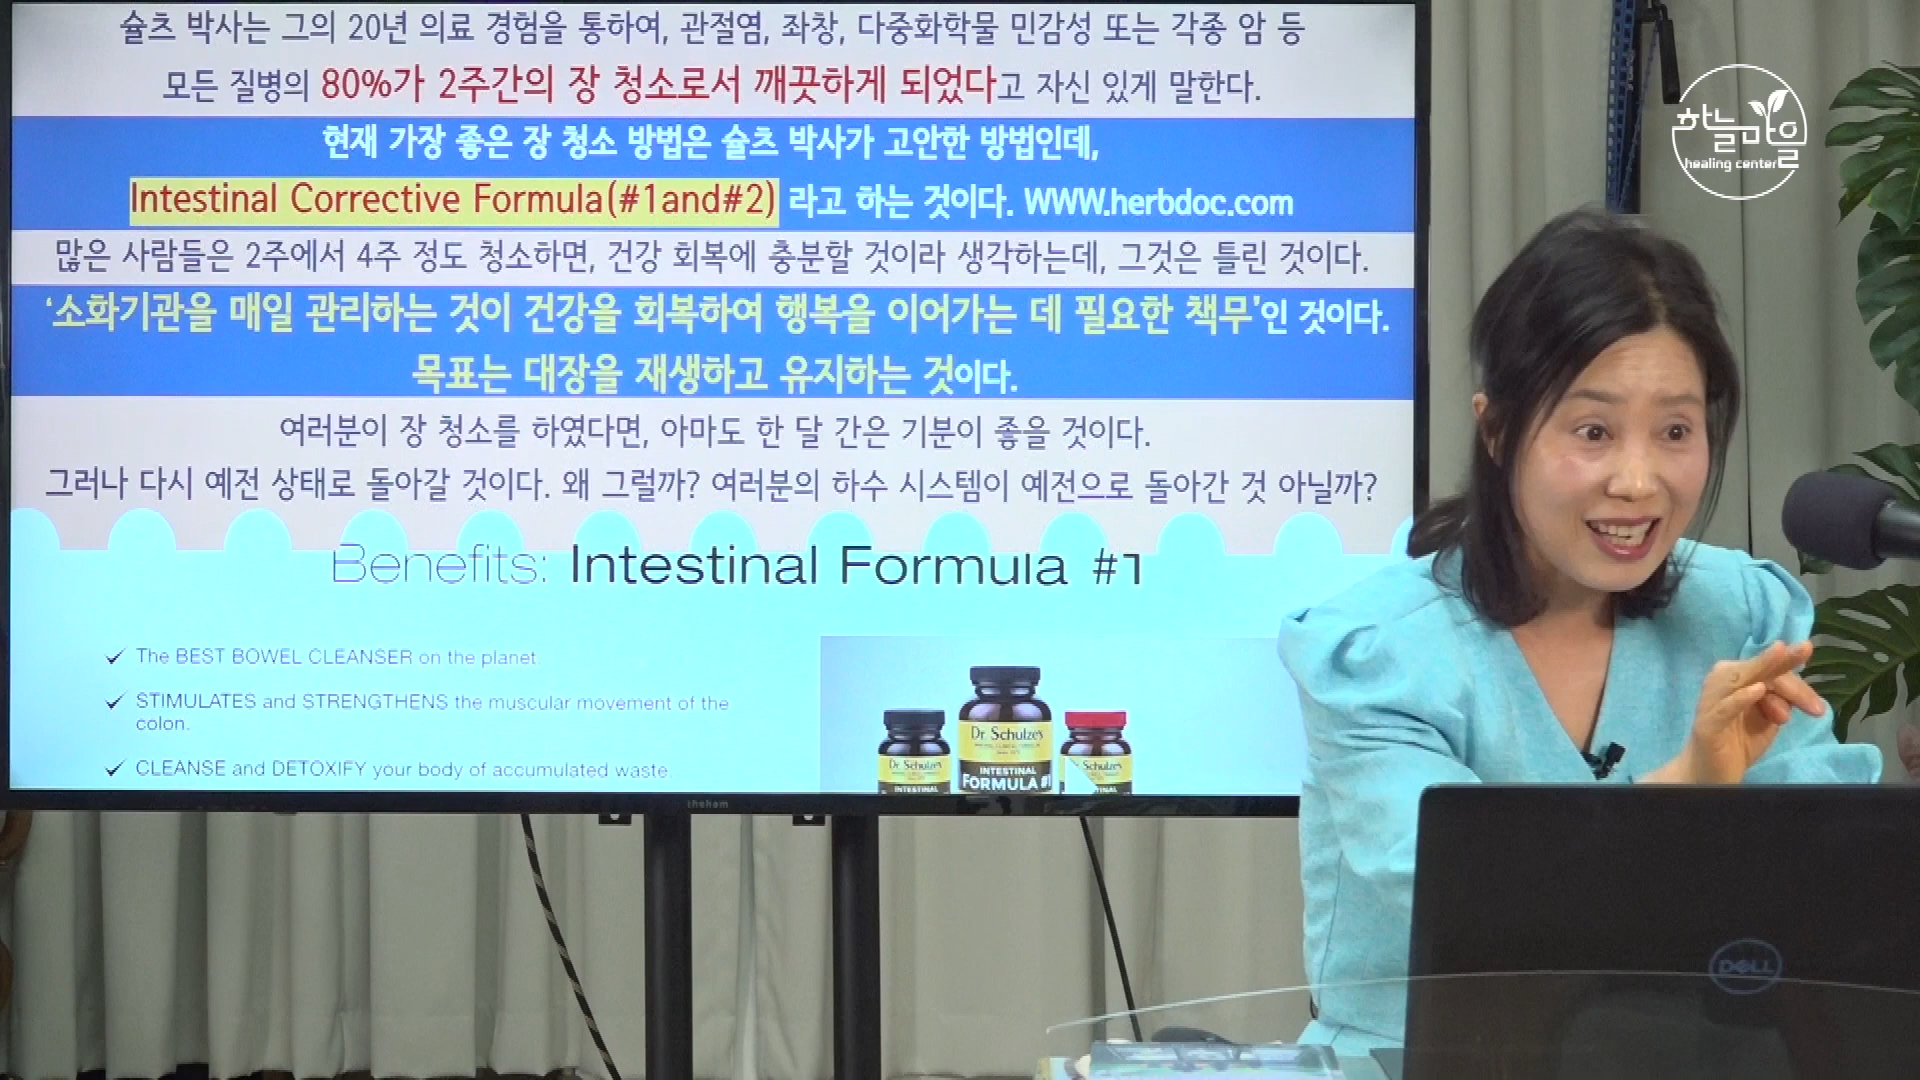 슐츠 박사는 그의 20년 의료 경험을 통하여, 관절염, 좌창, 다중화학물 민감성 또는 각종 암 등
모든 질병의 80%가 2주간의 장 청소로서 깨끗하게 되었다고 자신 있게 말한다.
현재 가장 좋은 장 청소 방법은 슐츠 박사가 고안한 방법인데,
Intestinal Corrective Formula(#1and#2) 라고 하는 것이다. WWW.herbdoc.com
많은 사람들은 2주에서 4주 정도 청소하면, 건강 회복에 충분할 것이라 생각하는데, 그것은 틀린 것이다.
‘소화기관을 매일 관리하는 것이 건강을 회복하여 행복을 이어가는 데 필요한 책무’인 것이다.
목표는 대장을 재생하고 유지하는 것이다.
여러분이 장 청소를 하였다면, 아마도 한 달 간은 기분이 좋을 것이다.
그러나 다시 예전 상태로 돌아갈 것이다. 왜 그럴까? 여러분의 하수 시스템이 예전으로 돌아간 것 아닐까?
Benefits: Intestinal Formula #1
The BEST BOWEL CLEANSER on the planet.
STIMULATES and STRENGTHENS the muscular movement of the
colon.
CLEANSE and DETOXIFY your body of accumulated waste.
Dr. Schulze's
INTESTINAL
Dr. Schulze's
INTESTINAL
FORMULA #1
Schulze's
TINAL
하늘마을
healing center
DELL